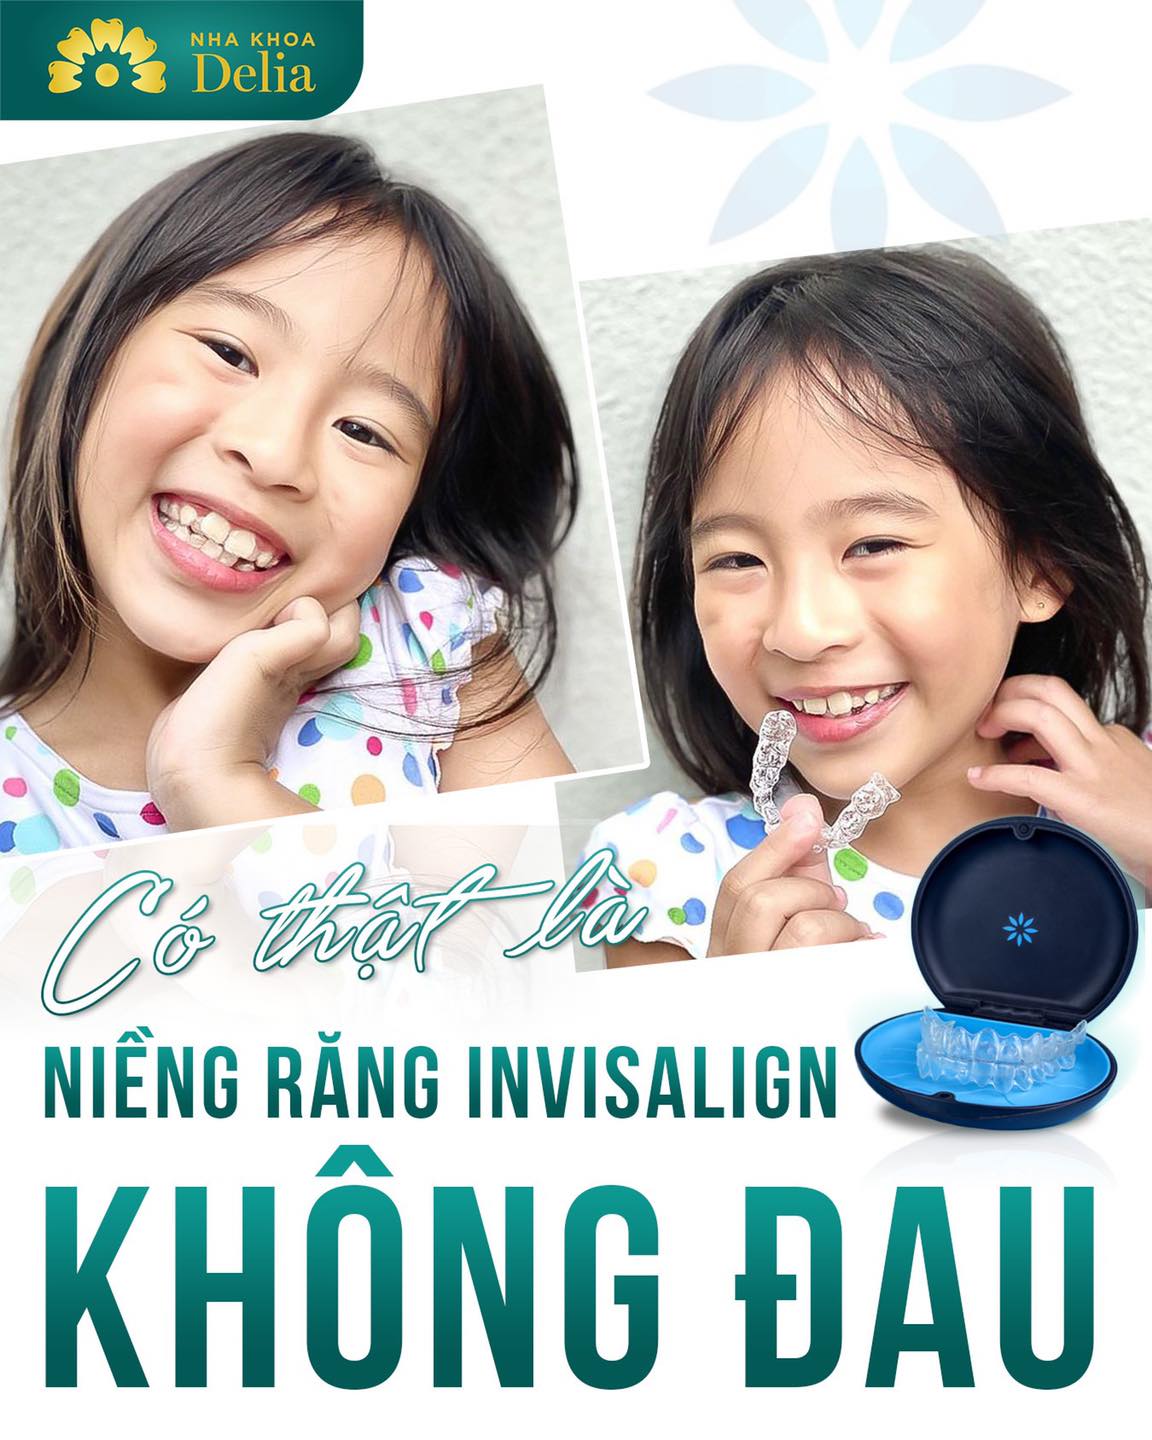 NHA KHOA
Delia
Có thật là
NIỀNG RĂNG INVISALIGN
KHÔNG ĐAU